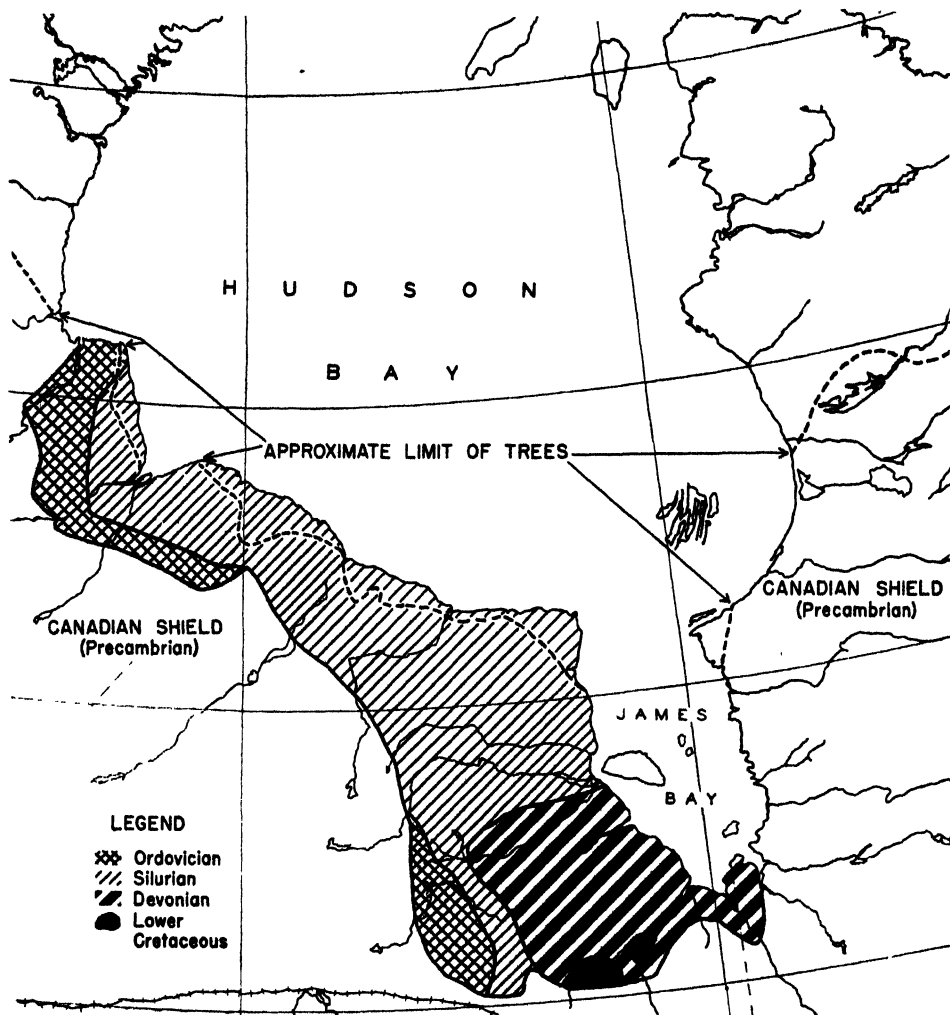 H U D S O N
B A Y
APPROXIMATE LIMIT OF TREES
CANADIAN SHIELD
(Precambrian)
CANADIAN SHIELD
(Precambrian)
JAMES
BAY
LEGEND
Ordovician
Silurian
Devonian
Lower
Cretaceous